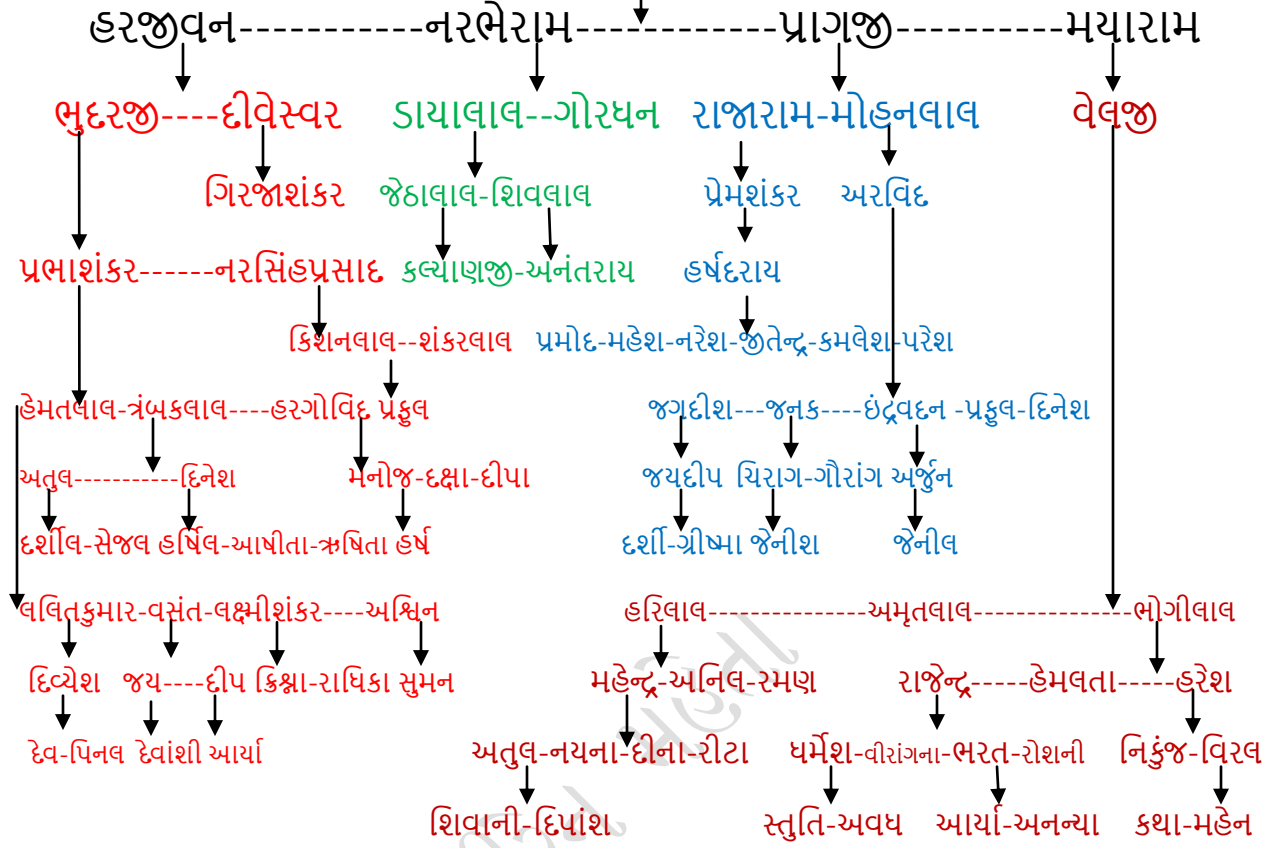 હરજીવન-----------નરભેરામ------------પ્રાગજી----------મયારામ
ભુદરજી----દીવેસ્વર ડાયાલાલ--ગોરધન રાજારામ-મોહનલાલ વેલજી
ગિરજાશંકર જેઠાલાલ-શિવલાલ પ્રેમશંકર અરવિંદ
પ્રભાશંકર------નરસિંહપ્રસાદ કલ્યાણજી-અનંતરાય હર્ષદરાય
કિશનલાલ--શંકરલાલ પ્રમોદ-મહેશ-નરેશ-જીતેન્દ્ર-કમલેશ-પરેશ
હેમતલાલ-ત્રંબકલાલ----હરગોવિંદ પ્રફુલ જગદીશ---જનક----ઇંદ્રવદન -પ્રફુલ-દિનેશ
અતુલ-----------દિનેશ મનોજ-દક્ષા-દીપા જયદીપ ચિરાગ-ગૌરાંગ અર્જુન
દર્શીલ-સેજલ હર્ષિલ-આષીતા-ઋષિતા હર્ષ દર્શી-ગ્રીષ્મા જેનીશ જેનીલ
લલિતકુમાર-વસંત-લક્ષ્મીશંકર----અશ્વિન હરિલાલ----------------અમૃતલાલ----------------ભોગીલાલ
દિવ્યેશ જય----દીપ ક્રિશ્ના-રાધિકા સુમન મહેન્દ્ર-અનિલ-રમણ રાજેન્દ્ર-----હેમલતા-----હરેશ
દેવ-પિનલ દેવાંશી આર્યા અતુલ-નયના-દીના-રીટા ધર્મેશ-વીરાંગના-ભરત-રોશની નિકુંજ-વિરલ
શિવાની-દિપાંશ સ્તુતિ-અવધ આર્યા-અનન્યા કથા-મહેન